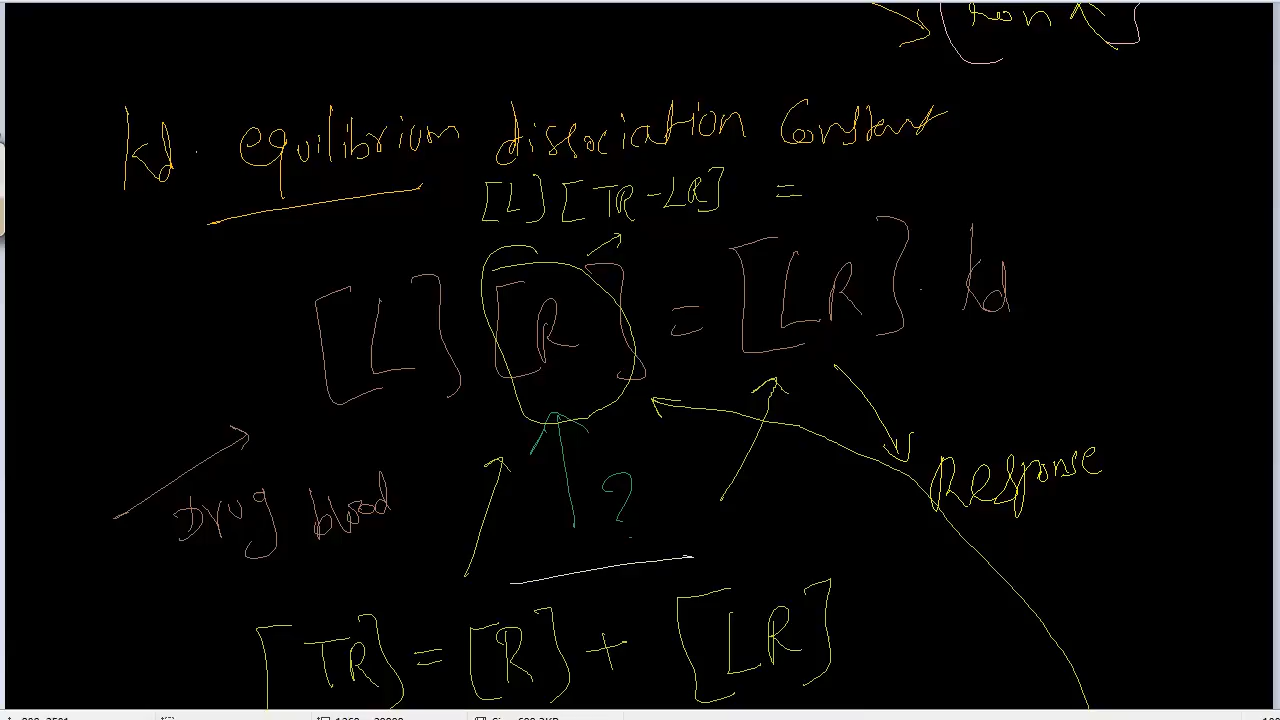 Kd. equilibrium dissociation Constant
[L] [TR - LR] =
[L] [R] = [LR] . Kd
Drug blood
?
Response
[TR] = [R] + [LR]